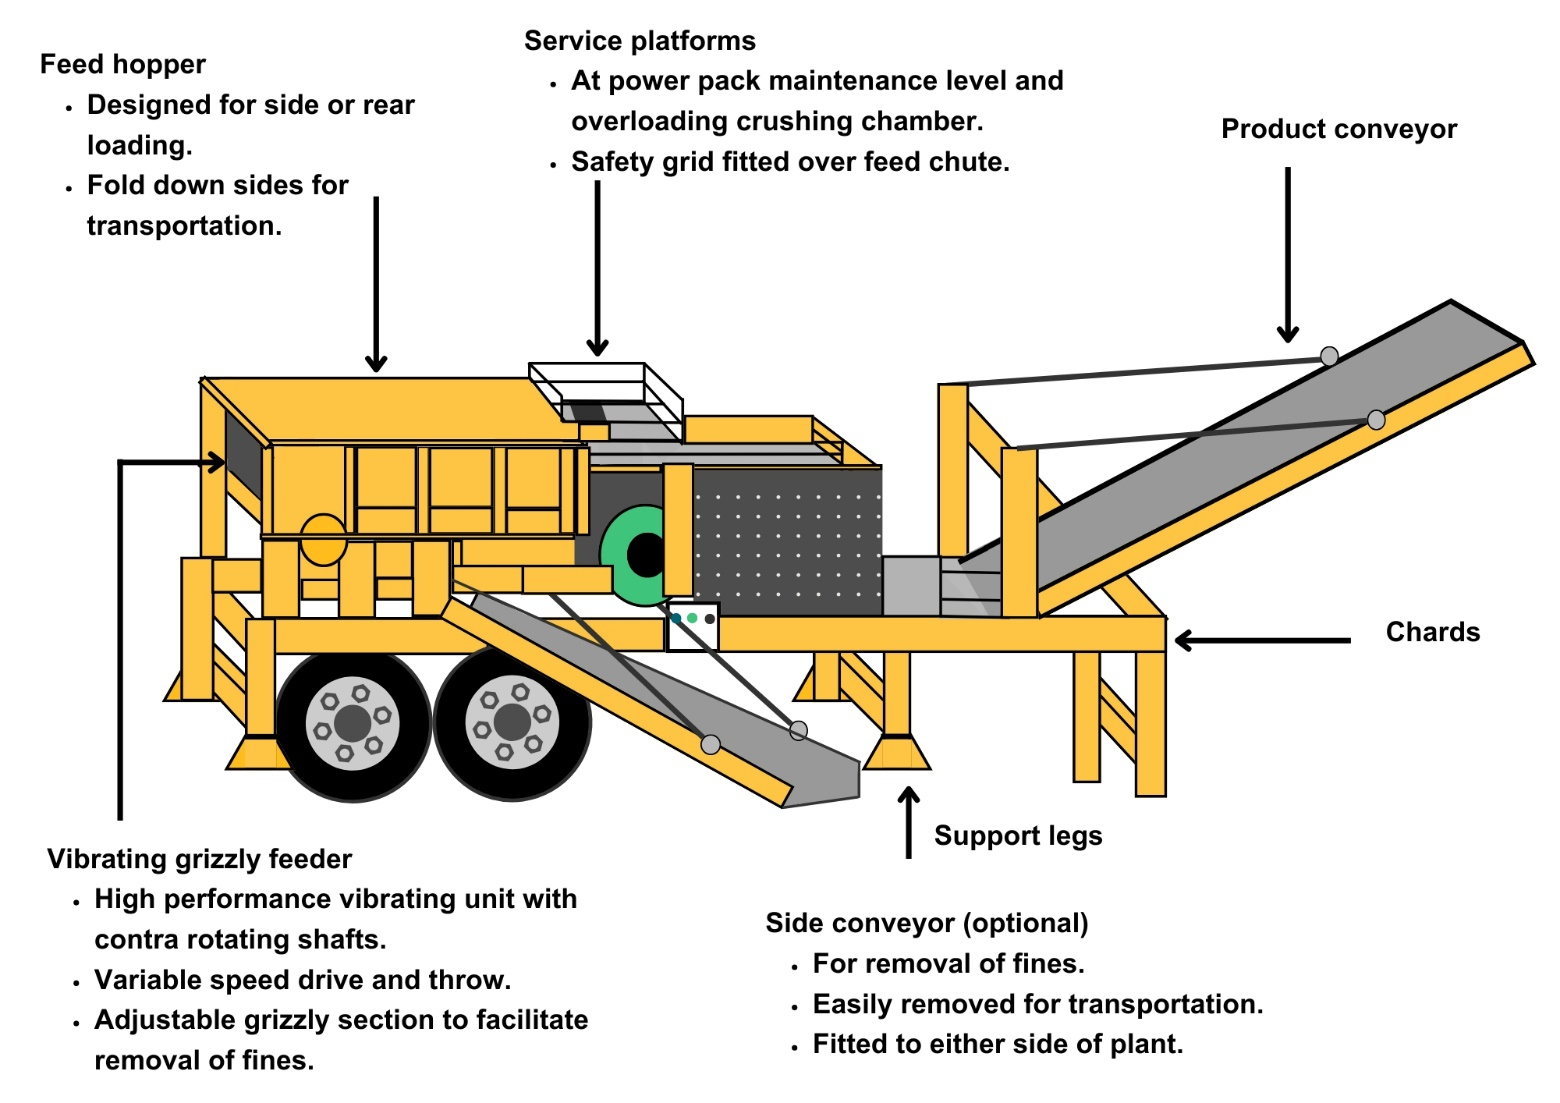 Feed hopper
• Designed for side or rear
loading.
• Fold down sides for
transportation.
Service platforms
• At power pack maintenance level and
overloading crushing chamber.
• Safety grid fitted over feed chute.
Product conveyor
Chards
Support legs
Vibrating grizzly feeder
• High performance vibrating unit with
contra rotating shafts.
• Variable speed drive and throw.
• Adjustable grizzly section to facilitate
removal of fines.
Side conveyor (optional)
• For removal of fines.
• Easily removed for transportation.
• Fitted to either side of plant.